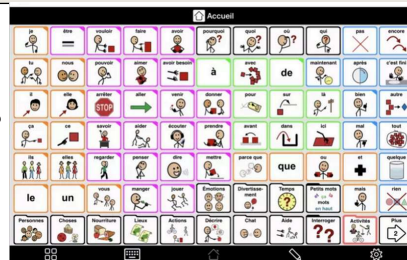 Accueil
je être vouloir faire avoir pourquoi quoi où qui pas encore
tu nous pouvoir aimer avoir besoin à avec de maintenant après c'est fini
il elle arrêter aller venir donner pour sur là bien autre
STOP
ça ce savoir aider écouter prendre avant dans ici mal tout
ils elles regarder penser dire mettre parce que que ou et quelque
le un vous manger jouer Émotions Divertisse- Temps Petits mots mais rien
ment mots
en haut
Personnes Choses Nourriture Lieux Actions Décrire Chat Aide Interroger Activités Plus